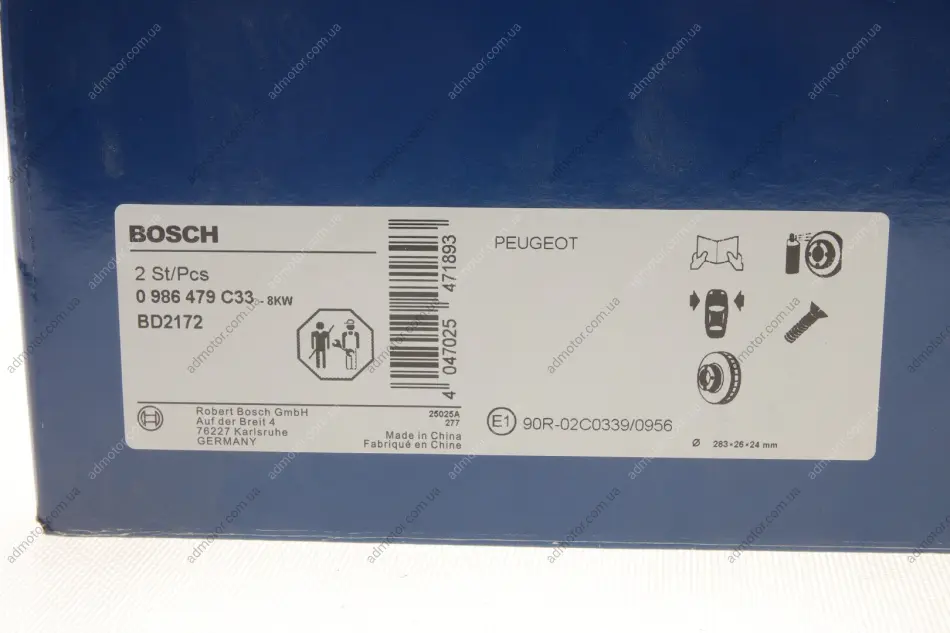 BOSCH
2 St/Pcs
0 986 479 C33 - 8KW
BD2172
4 047025 471893
Robert Bosch GmbH
Auf der Breit 4
76227 Karlsruhe
GERMANY
25025A
277
Made in China
Fabriqué en Chine
PEUGEOT
E1 90R-02C0339/0956
Ø 283×26×24 mm
admotor.com.ua